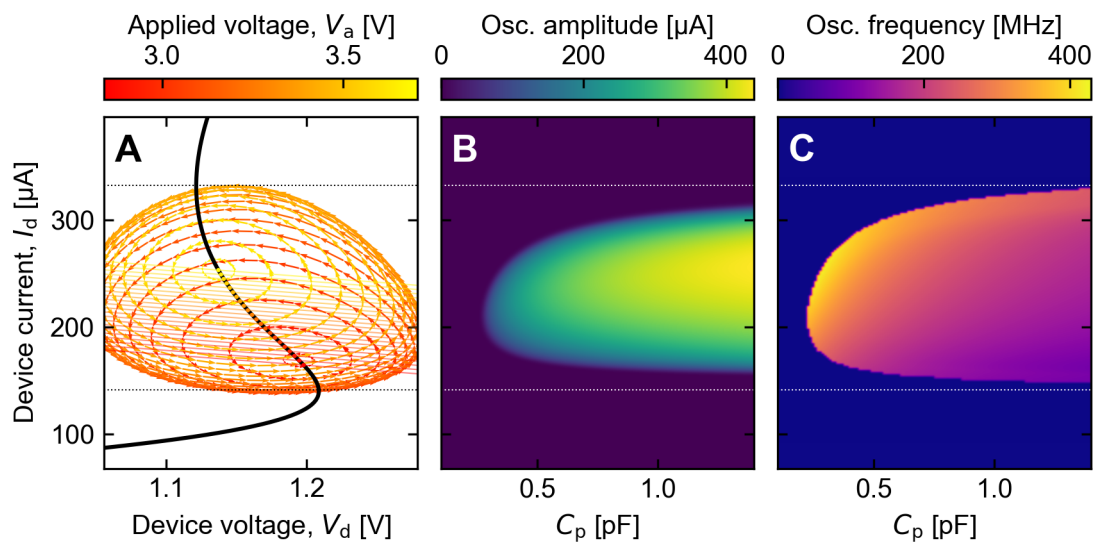 Applied voltage, Va [V]
3.0 3.5
Osc. amplitude [µA]
0 200 400
Osc. frequency [MHz]
0 200 400
A
B
C
Device current, Id [µA]
300
200
100
1.1 1.2
Device voltage, Vd [V]
0.5 1.0
Cp [pF]
0.5 1.0
Cp [pF]